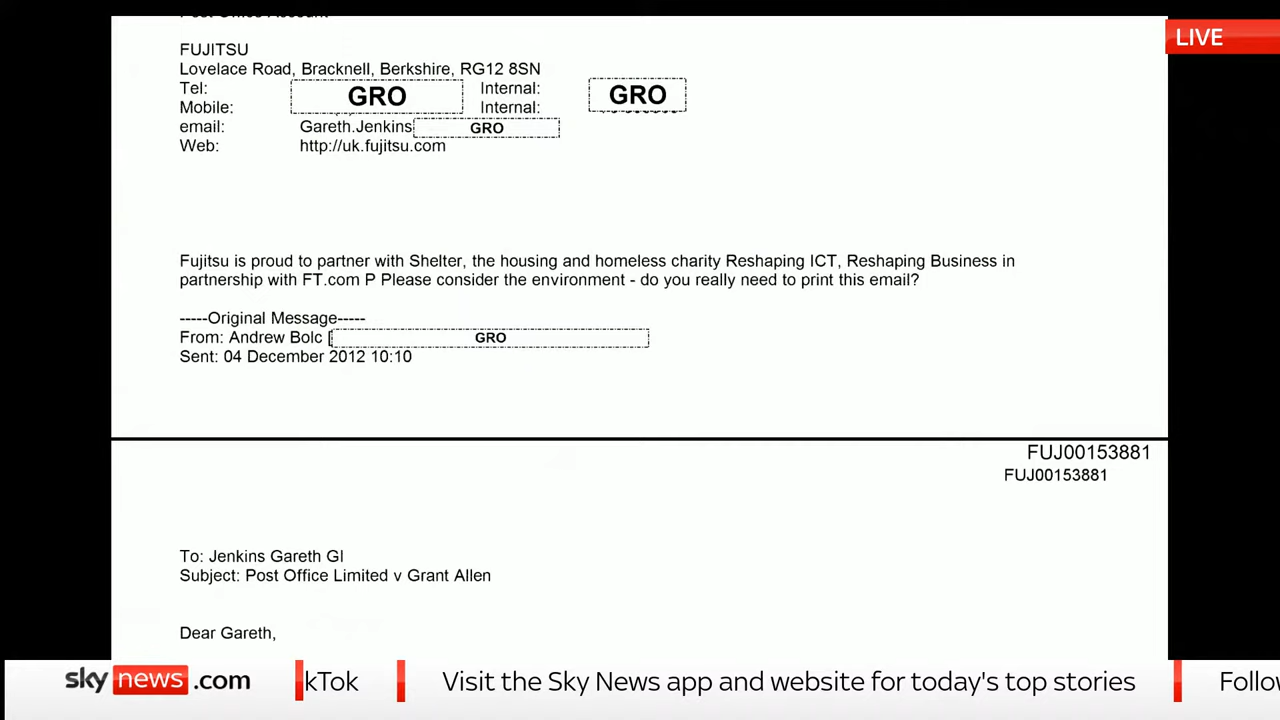 LIVE
FUJITSU
Lovelace Road, Bracknell, Berkshire, RG12 8SN
Tel: GRO Internal: GRO
Mobile: Internal:
email: Gareth.Jenkins GRO
Web: http://uk.fujitsu.com
Fujitsu is proud to partner with Shelter, the housing and homeless charity Reshaping ICT, Reshaping Business in
partnership with FT.com P Please consider the environment - do you really need to print this email?
-----Original Message-----
From: Andrew Bolc [ GRO
Sent: 04 December 2012 10:10
FUJ00153881
FUJ00153881
To: Jenkins Gareth GI
Subject: Post Office Limited v Grant Allen
Dear Gareth,
sky news .com kTok Visit the Sky News app and website for today's top stories Follo